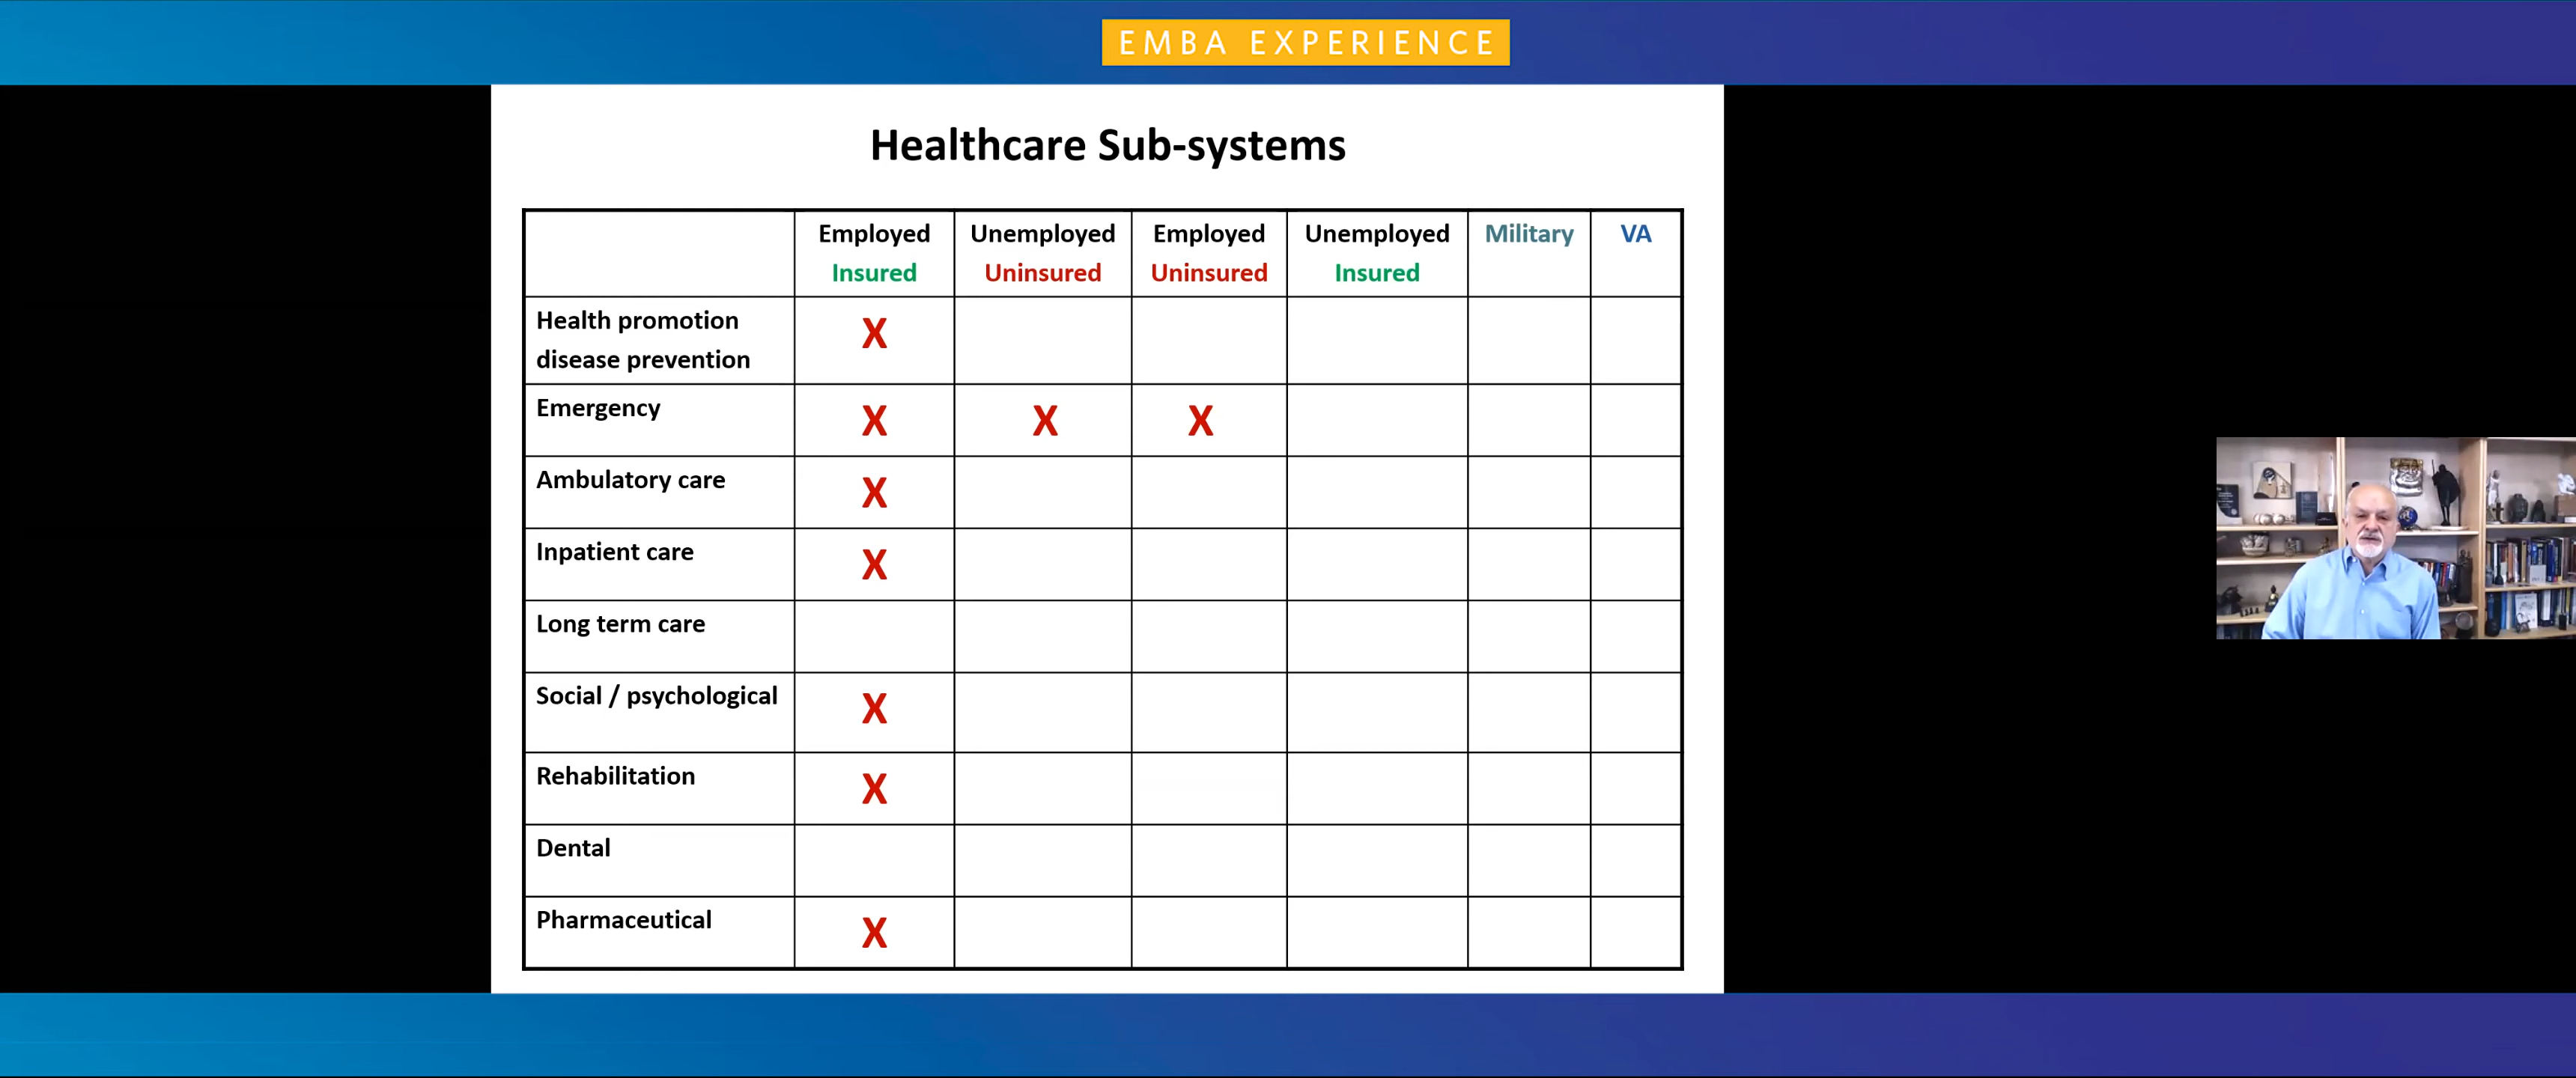 EMBA EXPERIENCE
Healthcare Sub-systems
Employed Unemployed Employed Unemployed Military VA
Insured Uninsured Uninsured Insured
Health promotion X
disease prevention
Emergency X X X
Ambulatory care X
Inpatient care X
Long term care
Social / psychological X
Rehabilitation X
Dental
Pharmaceutical X